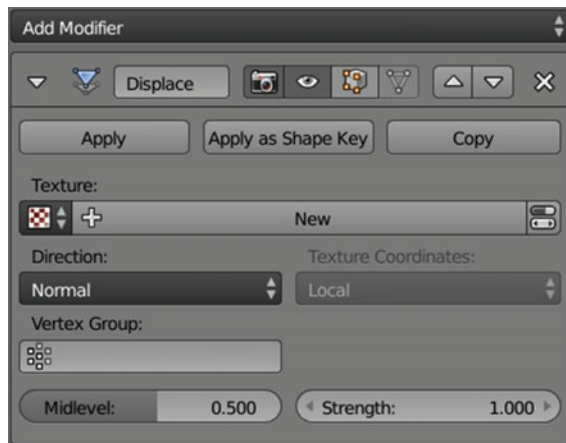 Add Modifier
Displace
Apply Apply as Shape Key Copy
Texture:
New
Direction: Texture Coordinates:
Normal Local
Vertex Group:
Midlevel: 0.500 Strength: 1.000